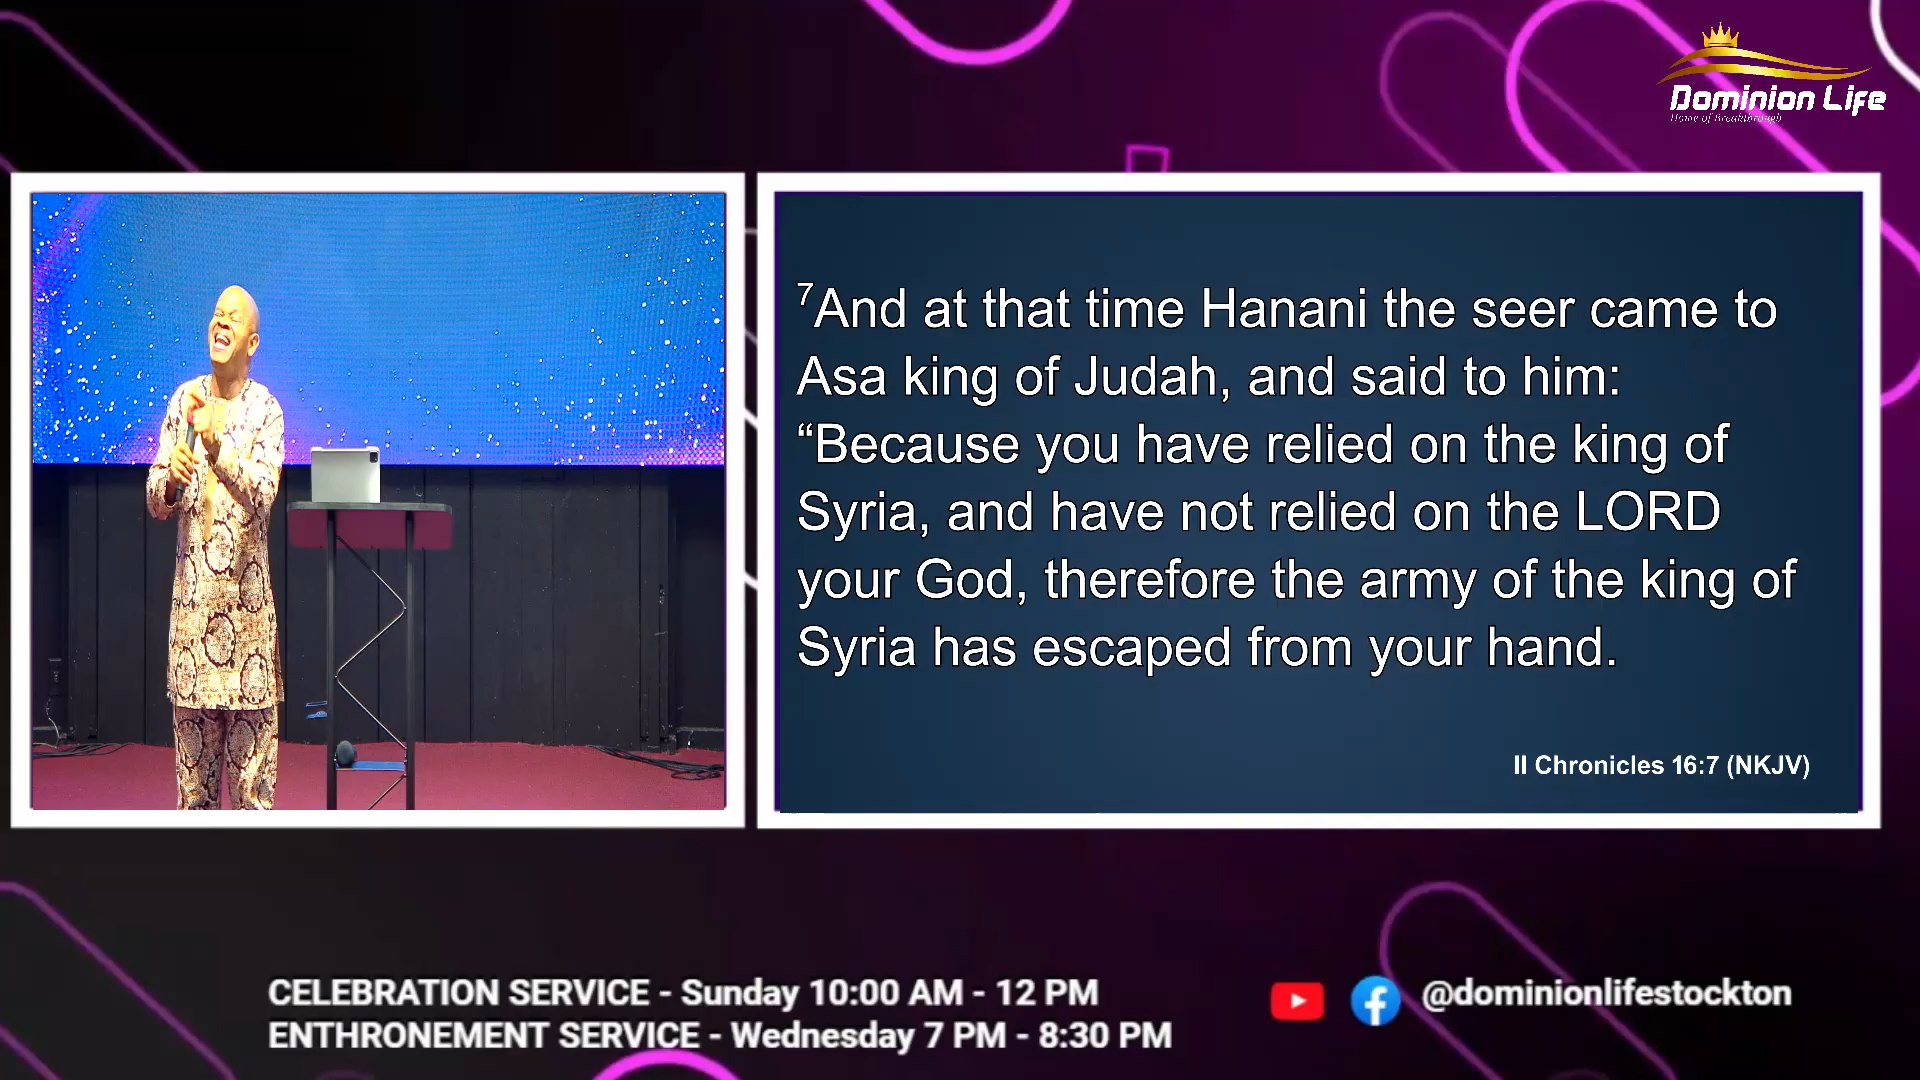 Dominion Life
Home of Breakthrough
7And at that time Hanani the seer came to
Asa king of Judah, and said to him:
“Because you have relied on the king of
Syria, and have not relied on the LORD
your God, therefore the army of the king of
Syria has escaped from your hand.
II Chronicles 16:7 (NKJV)
CELEBRATION SERVICE - Sunday 10:00 AM - 12 PM
ENTHRONEMENT SERVICE - Wednesday 7 PM - 8:30 PM
@dominionlifestockton